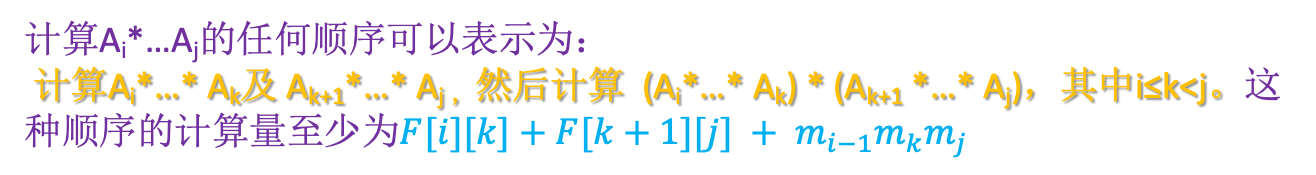 计算Ai*…Aj的任何顺序可以表示为：
计算Ai*…* Ak及 Ak+1*…* Aj , 然后计算 (Ai*…* Ak) * (Ak+1 *…* Aj)，其中i≤k<j。这
种顺序的计算量至少为F[i][k] + F[k + 1][j] + mi−1mkmj